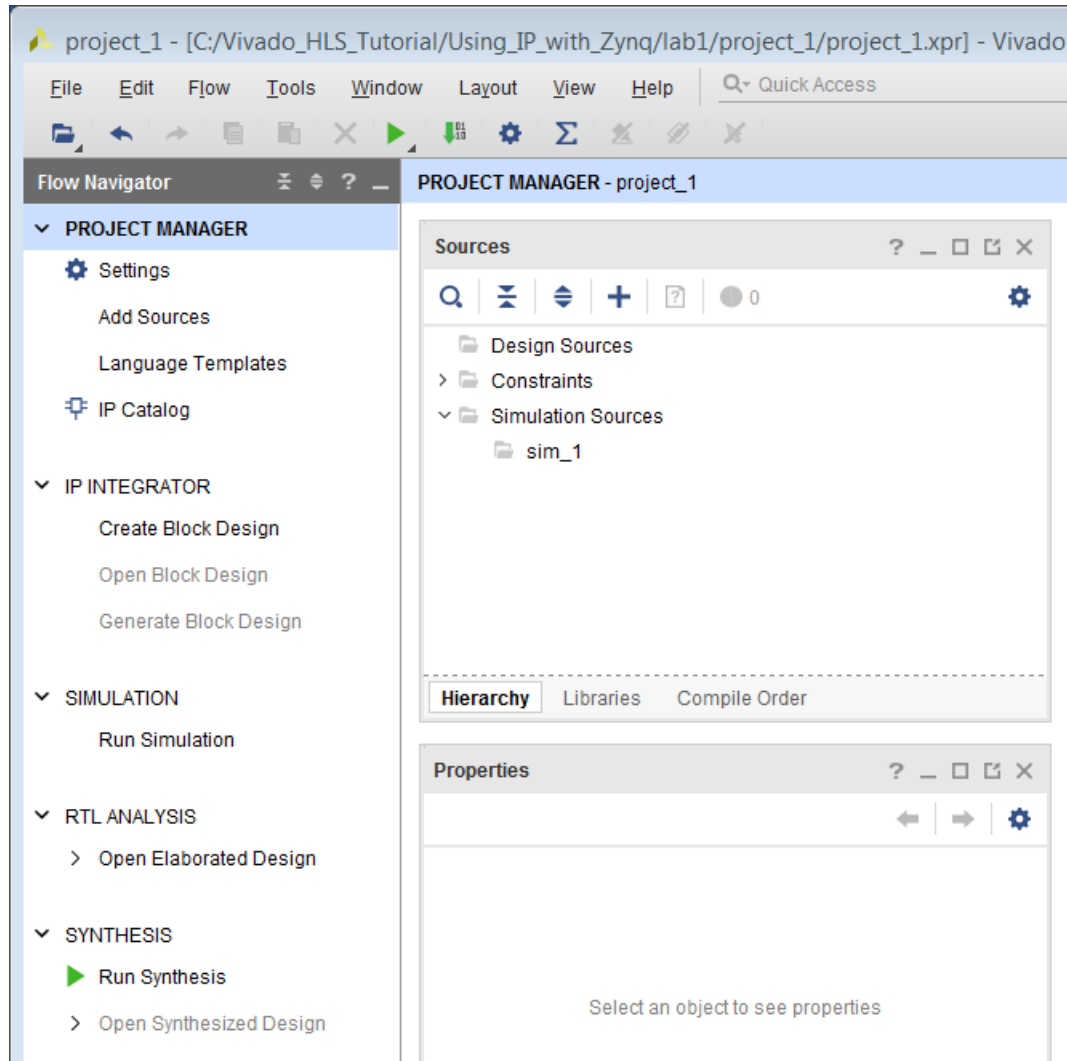 project_1 - [C:/Vivado_HLS_Tutorial/Using_IP_with_Zynq/lab1/project_1/project_1.xpr] - Vivado
File Edit Flow Tools Window Layout View Help Quick Access
Flow Navigator
PROJECT MANAGER
Settings
Add Sources
Language Templates
IP Catalog
IP INTEGRATOR
Create Block Design
Open Block Design
Generate Block Design
SIMULATION
Run Simulation
RTL ANALYSIS
Open Elaborated Design
SYNTHESIS
Run Synthesis
Open Synthesized Design
PROJECT MANAGER - project_1
Sources
0
Design Sources
Constraints
Simulation Sources
sim_1
Hierarchy Libraries Compile Order
Properties
Select an object to see properties